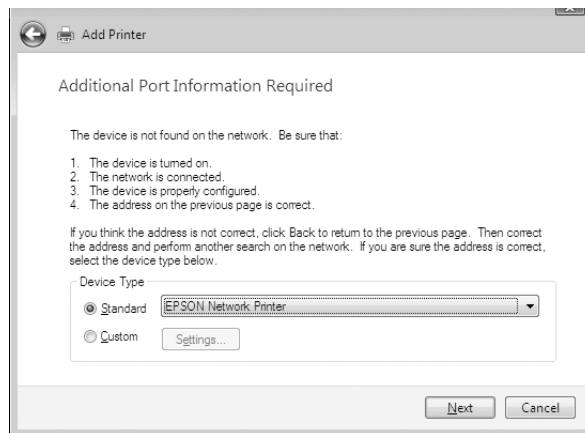 Add Printer
Additional Port Information Required
The device is not found on the network. Be sure that:
1. The device is turned on.
2. The network is connected.
3. The device is properly configured.
4. The address on the previous page is correct.
If you think the address is not correct, click Back to return to the previous page. Then correct
the address and perform another search on the network. If you are sure the address is correct,
select the device type below.
Device Type
Standard EPSON Network Printer
Custom Settings...
Next Cancel